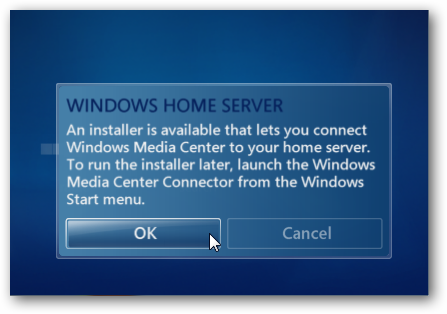 WINDOWS HOME SERVER
An installer is available that lets you connect
Windows Media Center to your home server.
To run the installer later, launch the Windows
Media Center Connector from the Windows
Start menu.
OK
Cancel